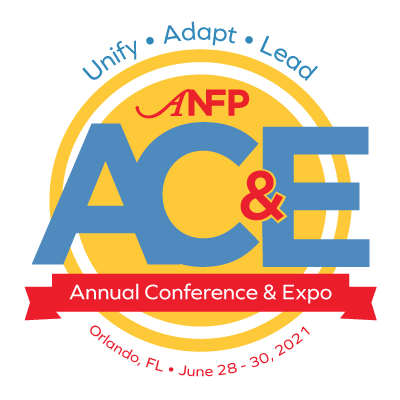 Unify • Adapt • Lead
ANFP
AC&E
Annual Conference & Expo
Orlando, FL • June 28 - 30, 2021